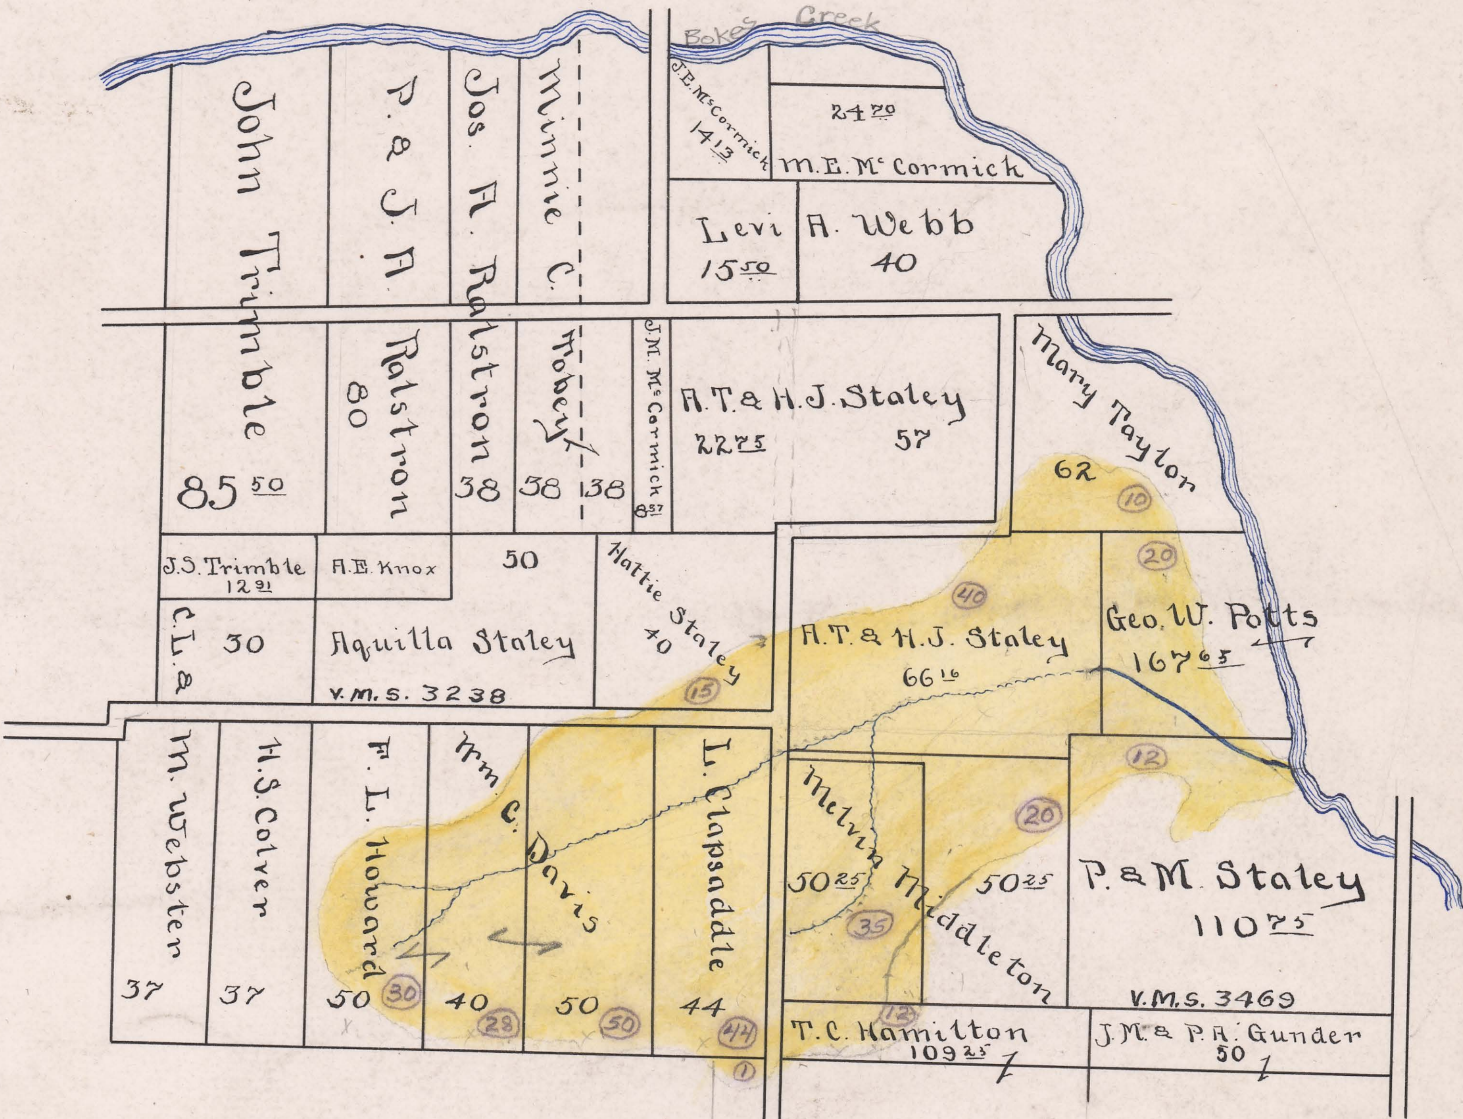 Bokes Creek
John Trimble
85 50
P. & J. A. Ralstron
80
Jos. A. Ralstron
38
Minnie C. Tobey
38
38
J.E. McCormick
14 13
24 70
M.E. McCormick
Levi A. Webb
15 50
40
J.M. McCormick
8 57
A.T. & H.J. Staley
22 75
57
Mary Taylor
62
10
J.S. Trimble
12 91
A.E. Knox
50
Hattie Staley
40
15
C.L. &
30
Aquilla Staley
V.M.S. 3238
40
A.T. & H.J. Staley
66 16
20
Geo. W. Potts
167 65
M. Webster
37
H.S. Colver
37
F. L. Howard
50
30
Wm. C. Davis
40
28
50
50
L. Clapsaddle
44
44
1
Melvin Middleton
50 25
35
50 25
20
12
12
P. & M. Staley
110 75
V.M.S. 3469
T.C. Hamilton
109 25
J.M. & P.A. Gunder
50